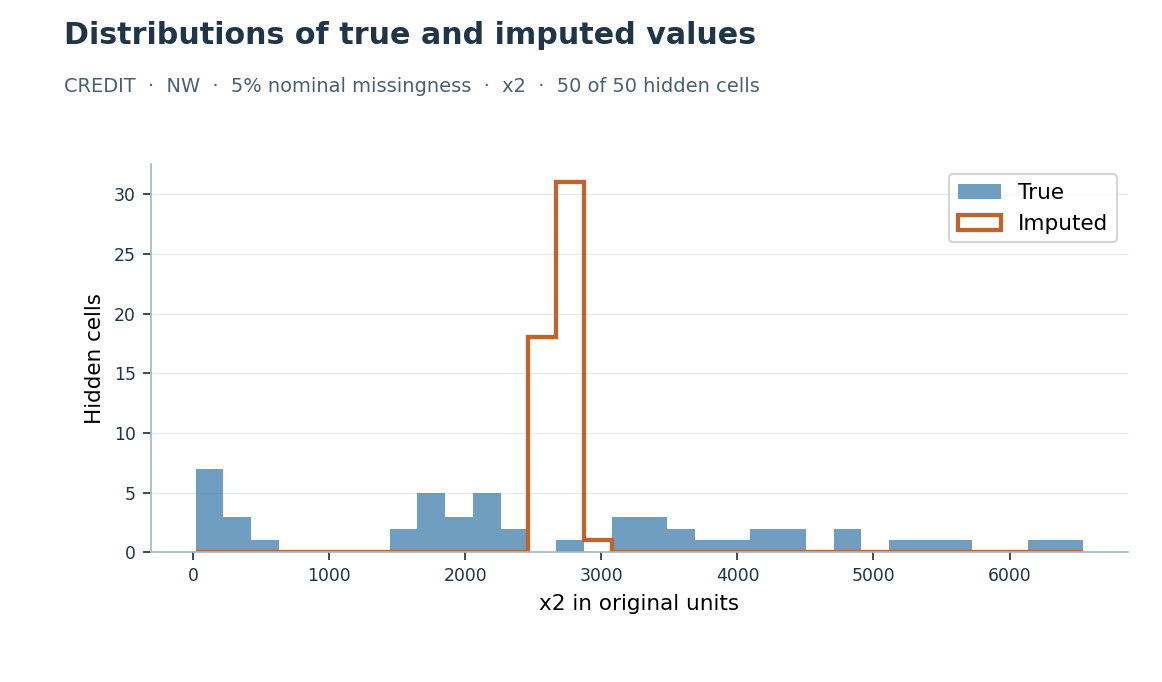 Distributions of true and imputed values
CREDIT · NW · 5% nominal missingness · x2 · 50 of 50 hidden cells
True
Imputed
Hidden cells
30
25
20
15
10
5
0
0 1000 2000 3000 4000 5000 6000
x2 in original units